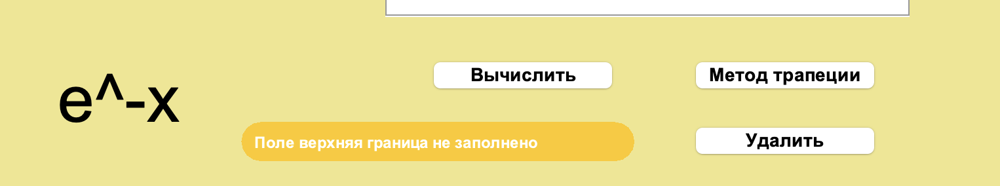 Вычислить
Метод трапеции
e^-x
Поле верхняя граница не заполнено
Удалить